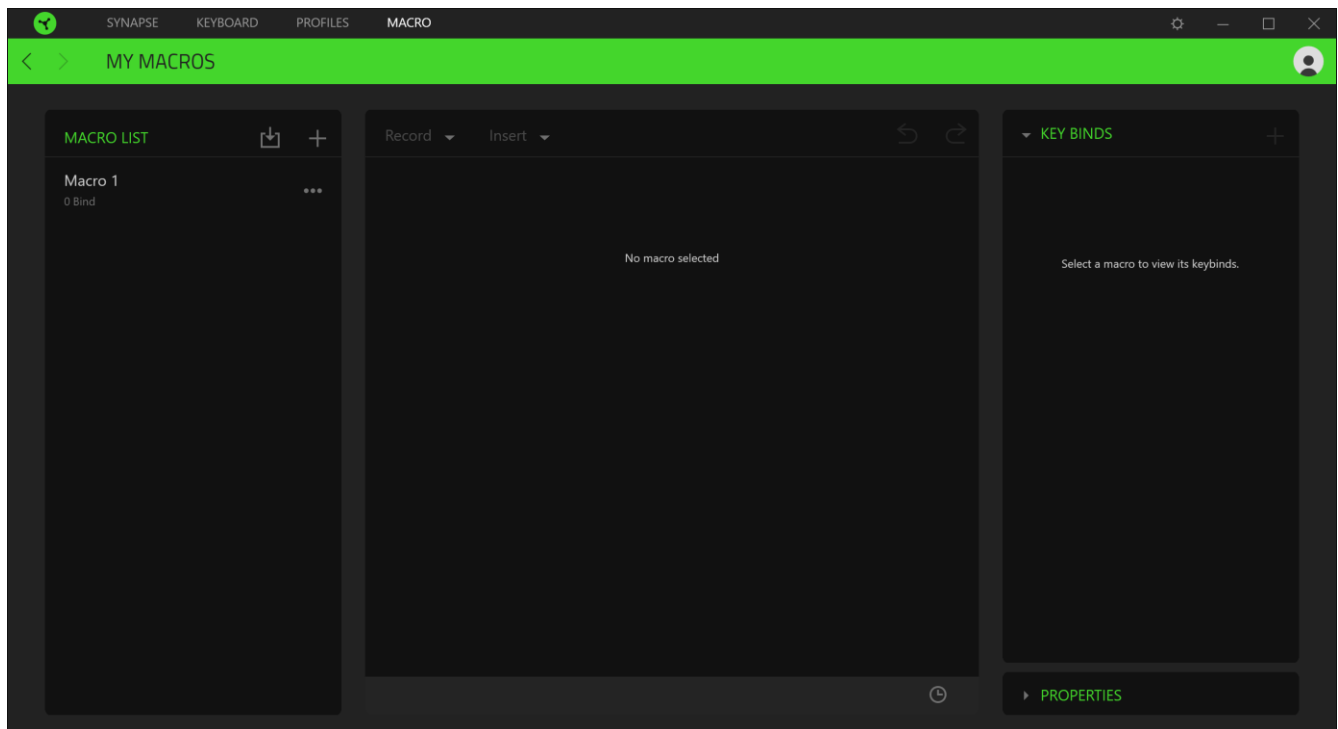 SYNAPSE KEYBOARD PROFILES MACRO
MY MACROS
MACRO LIST
Macro 1
0 Bind
Record Insert
No macro selected
KEY BINDS
Select a macro to view its keybinds.
PROPERTIES